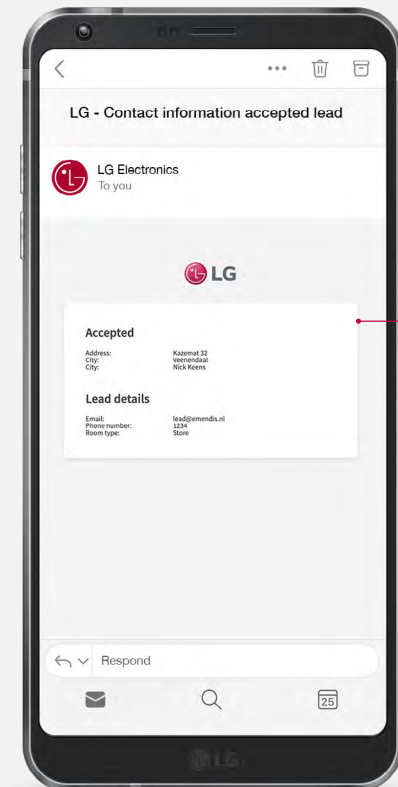 LG - Contact information accepted lead
LG Electronics
To you
LG
Accepted
Address: Kazemat 32
City: Veenendaal
City: Nick Keens
Lead details
Email: lead@emendis.nl
Phone number: 1234
Room type: Store
Respond
25
LG